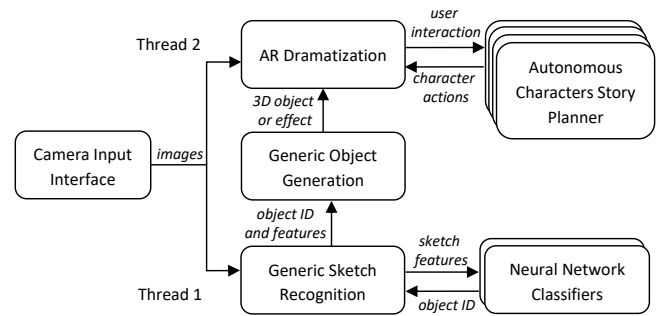 user
interaction
Thread 2
AR Dramatization
Autonomous
Characters Story
Planner
character
actions
3D object
or effect
Camera Input
Interface
images
Generic Object
Generation
object ID
and features
sketch
features
Generic Sketch
Recognition
Neural Network
Classifiers
Thread 1
object ID